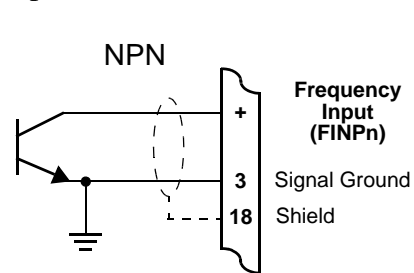 NPN
Frequency
Input
(FINPn)
+
3 Signal Ground
18 Shield